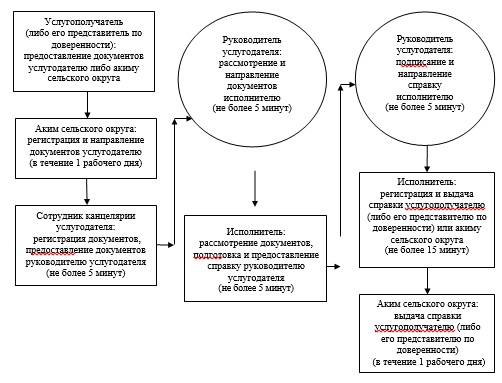 Услугополучатель
(либо его представитель по
доверенности):
предоставление документов
услугодателю либо акиму
сельского округа
Аким сельского округа:
регистрация и направление
документов услугодателю
(в течение 1 рабочего дня)
Сотрудник канцелярии
услугодателя:
регистрация документов,
предоставление документов
руководителю услугодателя
(не более 5 минут)
Руководитель
услугодателя:
рассмотрение и
направление
документов
исполнителю
(не более 5 минут)
Исполнитель:
рассмотрение документов,
подготовка и предоставление
справку руководителю
услугодателя
(не более 5 минут)
Руководитель
услугодателя:
подписание и
направление
справку
исполнителю
(не более 5 минут)
Исполнитель:
регистрация и выдача
справки услугополучателю
(либо его представителю по
доверенности) или акиму
сельского округа
(не более 15 минут)
Аким сельского округа:
выдача справки
услугополучателю (либо
его представителю по
доверенности)
(в течение 1 рабочего дня)